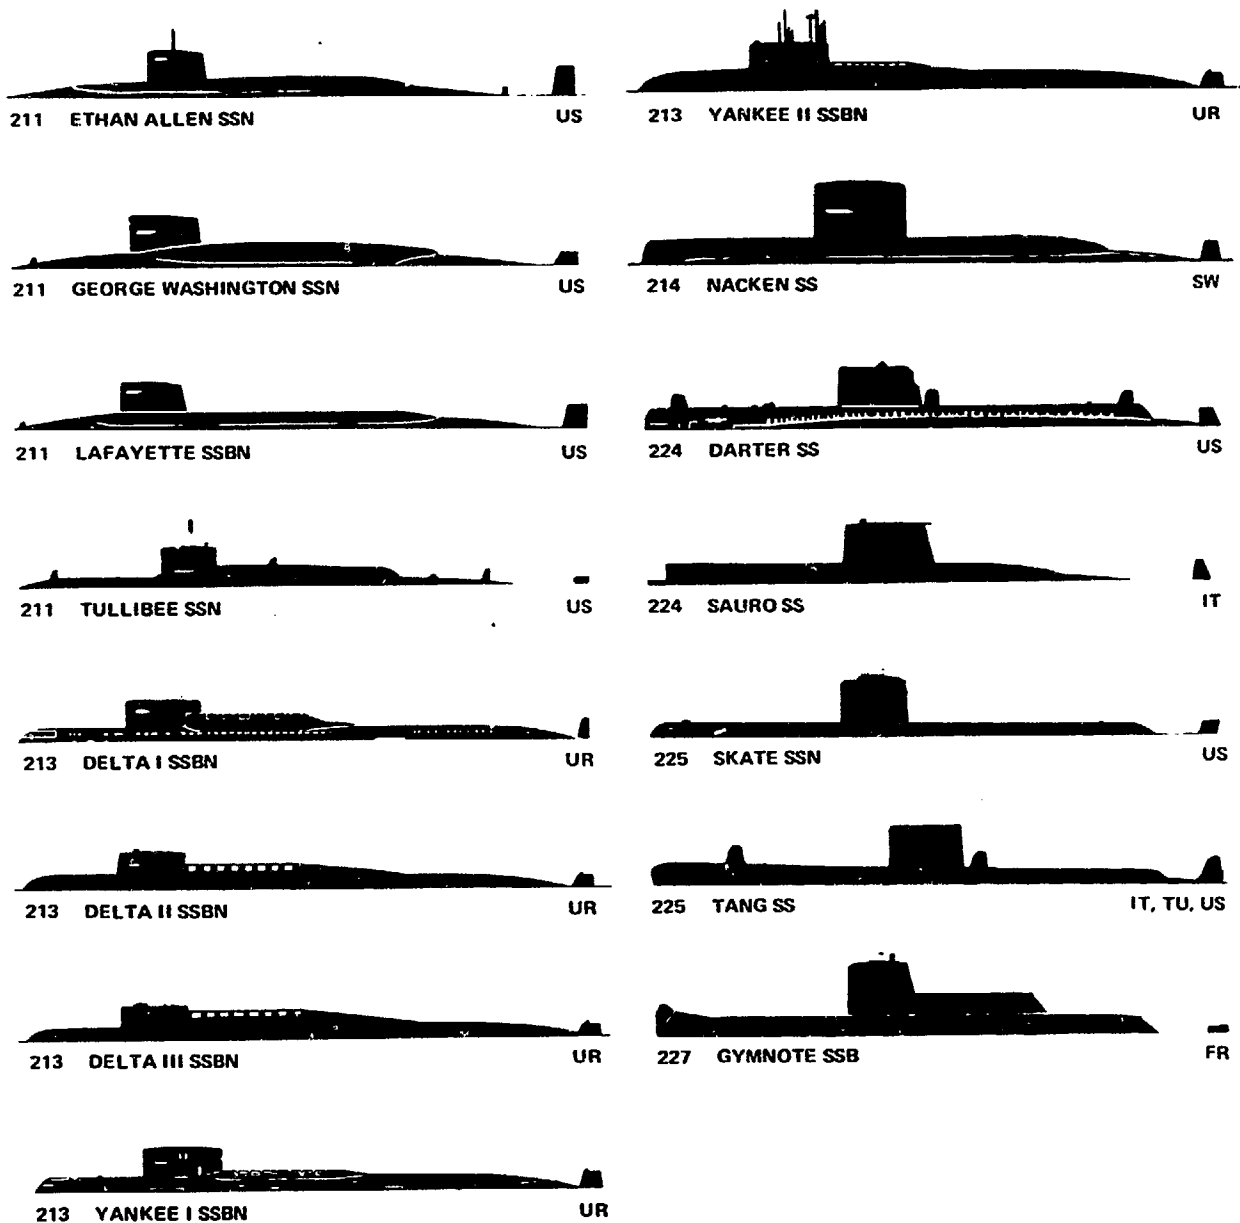 211 ETHAN ALLEN SSN US
211 GEORGE WASHINGTON SSN US
211 LAFAYETTE SSBN US
211 TULLIBEE SSN US
213 DELTA I SSBN UR
213 DELTA II SSBN UR
213 DELTA III SSBN UR
213 YANKEE I SSBN UR
213 YANKEE II SSBN UR
214 NACKEN SS SW
224 DARTER SS US
224 SAURO SS IT
225 SKATE SSN US
225 TANG SS IT, TU, US
227 GYMNOTE SSB FR